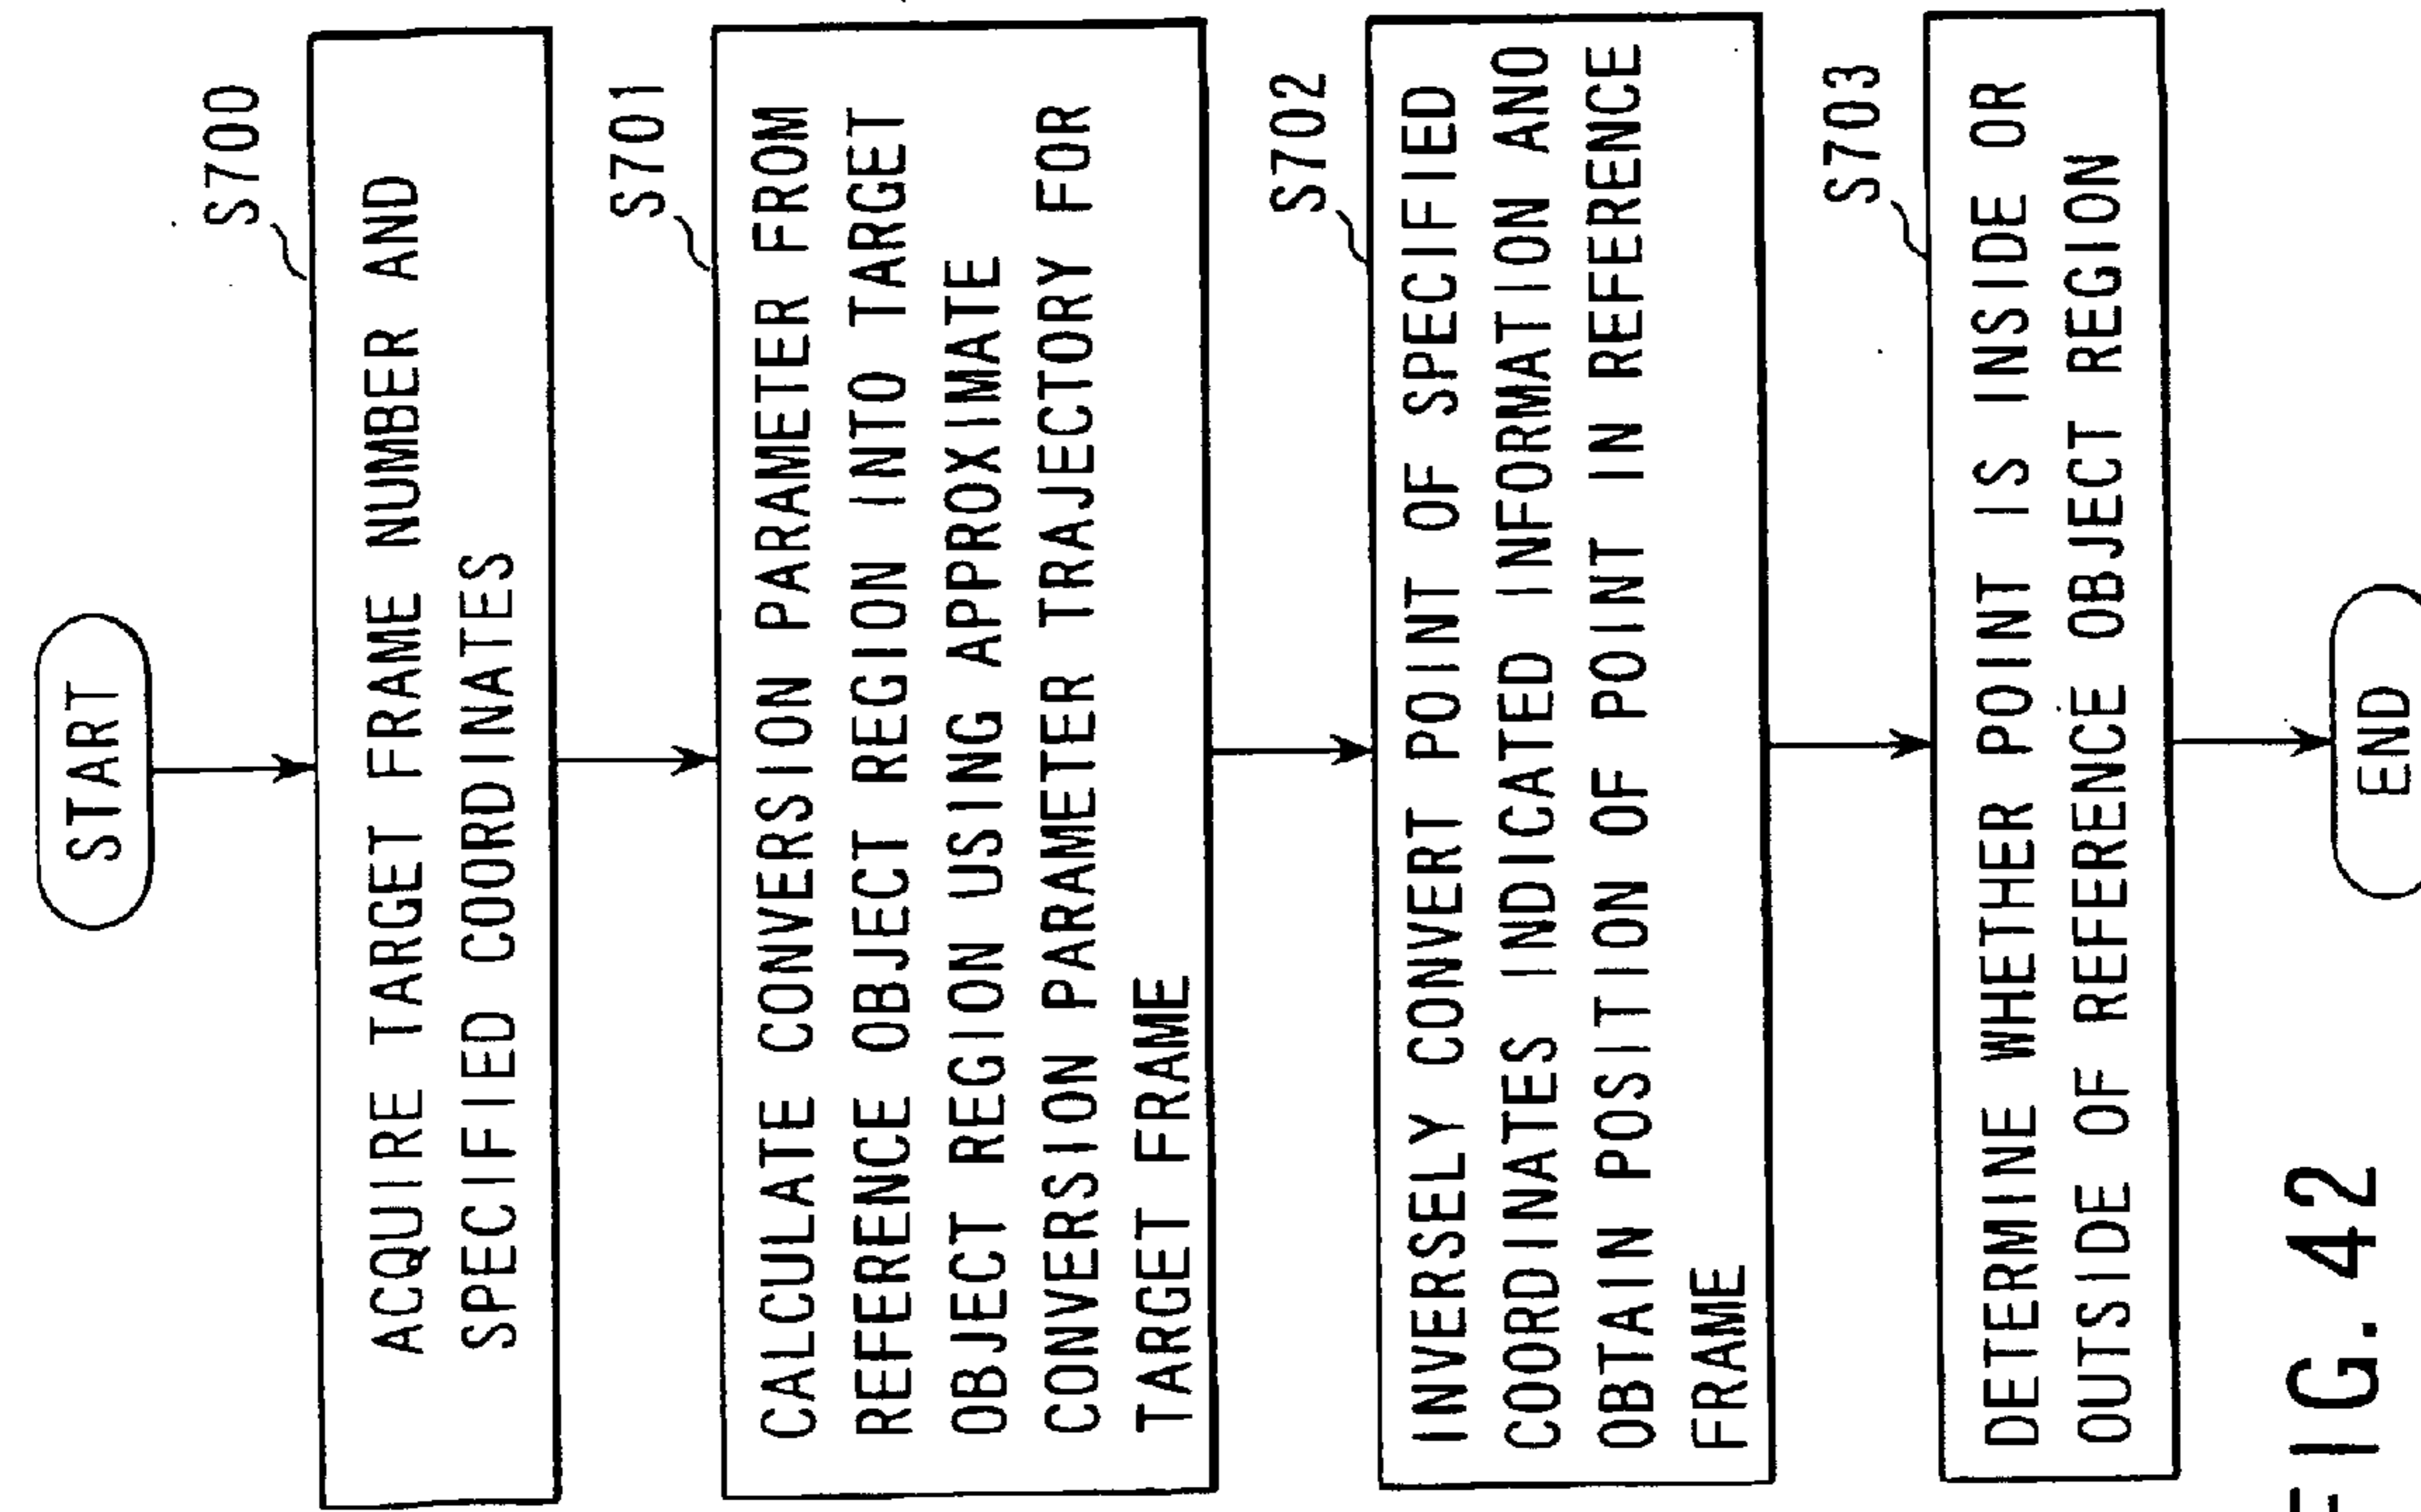 START
S700
ACQUIRE TARGET FRAME NUMBER AND
SPECIFIED COORDINATES
S701
CALCULATE CONVERSION PARAMETER FROM
REFERENCE OBJECT REGION INTO TARGET
OBJECT REGION USING APPROXIMATE
CONVERSION PARAMETER TRAJECTORY FOR
TARGET FRAME
S702
INVERSELY CONVERT POINT OF SPECIFIED
COORDINATES INDICATED INFORMATION ANO
OBTAIN POSITION OF POINT IN REFERENCE
FRAME
S703
DETERMINE WHETHER POINT IS INSIDE OR
OUTSIDE OF REFERENCE OBJECT REGION
END
FIG. 42